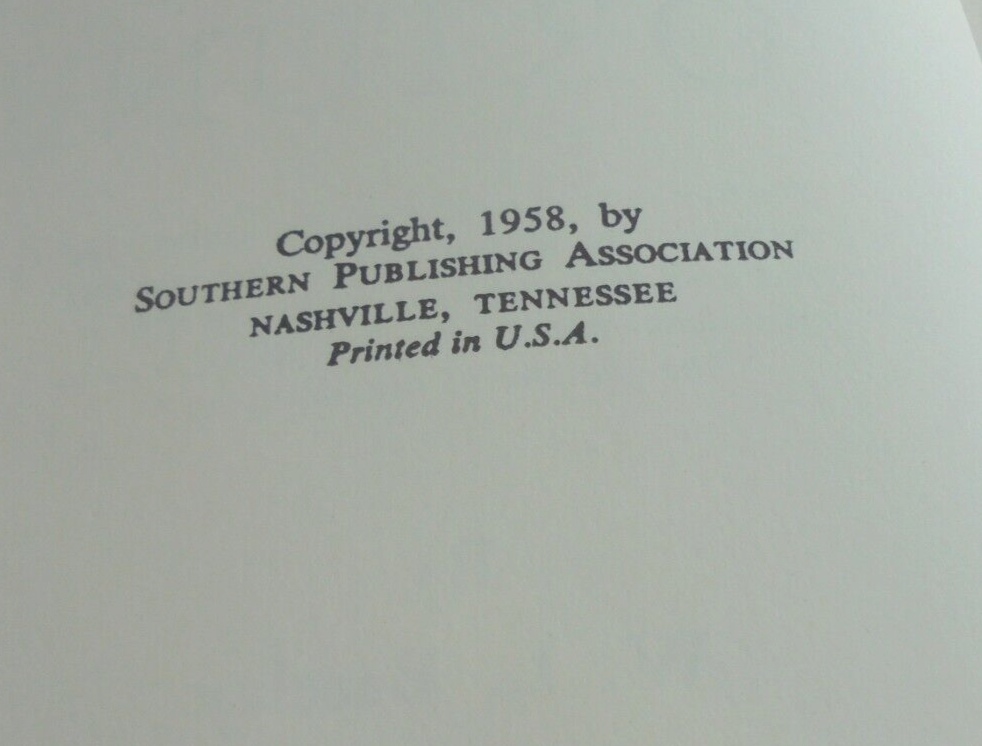 Copyright, 1958, by
SOUTHERN PUBLISHING ASSOCIATION
NASHVILLE, TENNESSEE
Printed in U.S.A.